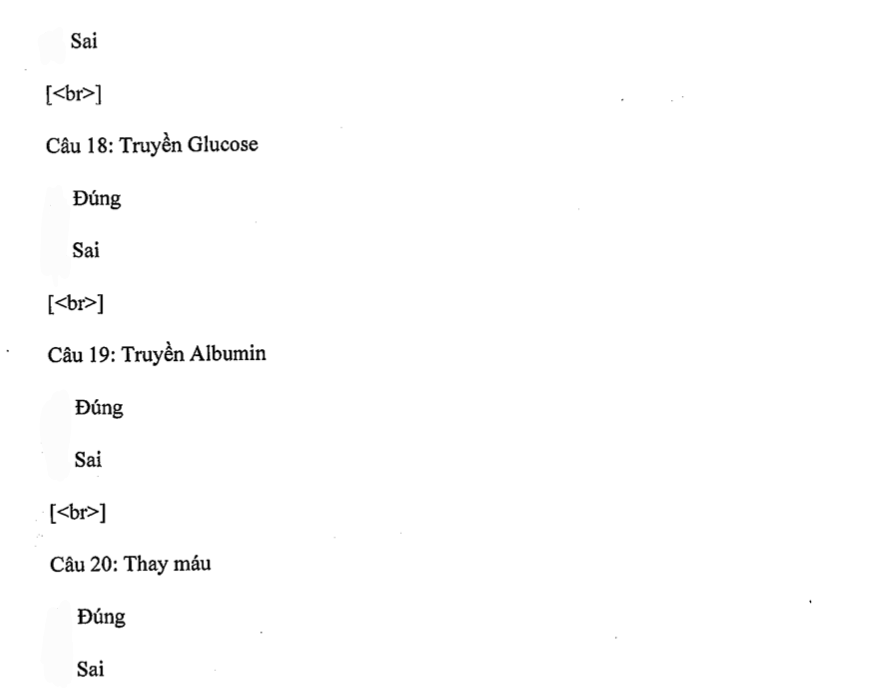 Sai
[<br>]
Câu 18: Truyền Glucose
Đúng
Sai
[<br>]
Câu 19: Truyền Albumin
Đúng
Sai
[<br>]
Câu 20: Thay máu
Đúng
Sai